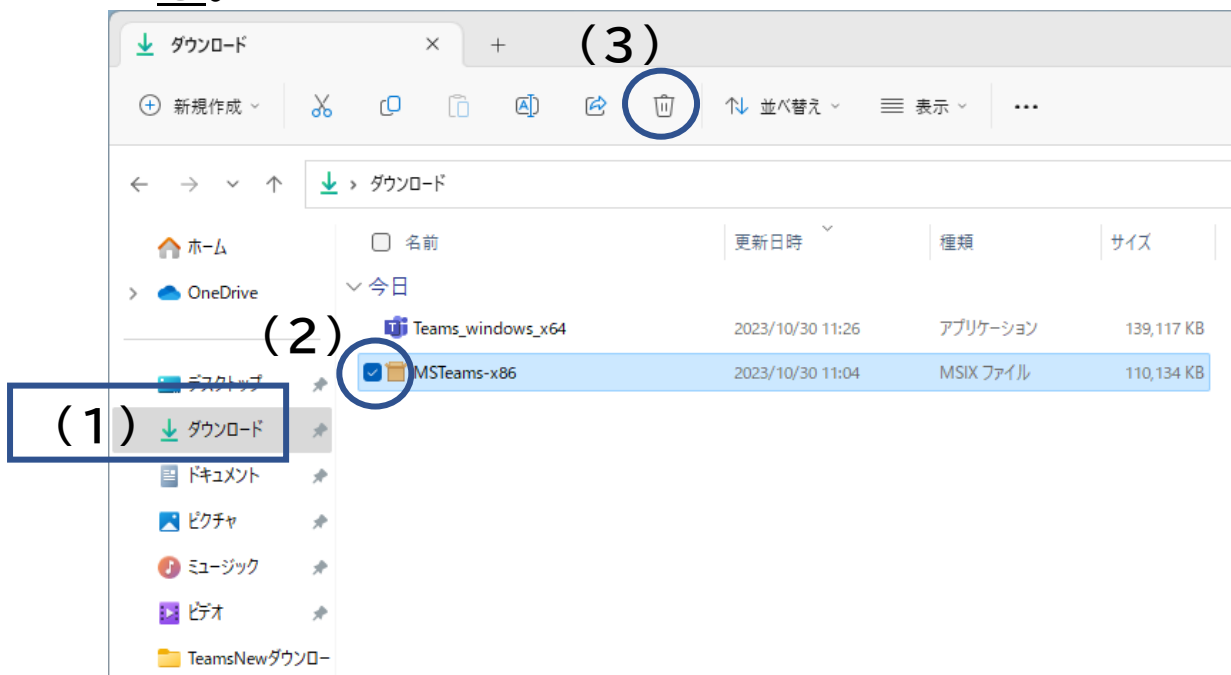 ダウンロード
(3)
新規作成
並べ替え
表示
ダウンロード
ホーム
名前
更新日時
種類
サイズ
OneDrive
今日
(2)
Teams_windows_x64
2023/10/30 11:26
アプリケーション
139,117 KB
デスクトップ
MSTeams-x86
2023/10/30 11:04
MSIX ファイル
110,134 KB
(1)
ダウンロード
ドキュメント
ピクチャ
ミュージック
ビデオ
TeamsNewダウンロー